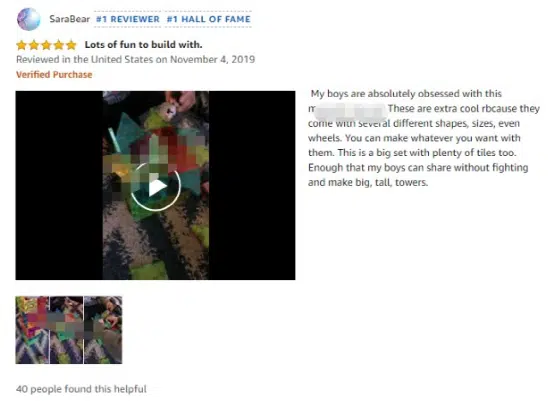 SaraBear #1 REVIEWER #1 HALL OF FAME
Lots of fun to build with.
Reviewed in the United States on November 4, 2019
Verified Purchase
My boys are absolutely obsessed with this
These are extra cool rbcause they
come with several different shapes, sizes, even
wheels. You can make whatever you want with
them. This is a big set with plenty of tiles too.
Enough that my boys can share without fighting
and make big, tall, towers.
40 people found this helpful